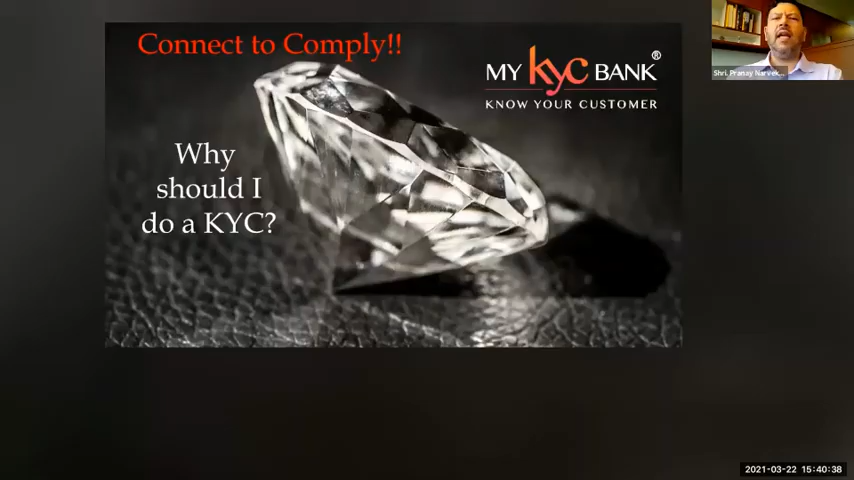 Connect to Comply!!
MY kyc BANK®
KNOW YOUR CUSTOMER
Why
should I
do a KYC?
Shri. Pranay Narvek...
2021-03-22 15:40:38